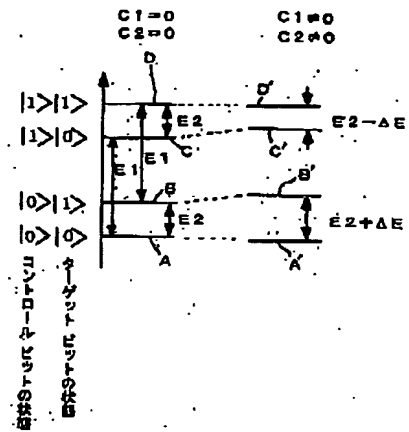 C1=0
C2=0
C1≠0
C2≠0
D
D'
|1>|1>
E2
E2-ΔE
|1>|0>
C
C'
E1
E1
B'
|0>|1>
B
E2
E2+ΔE
|0>|0>
A
A'
コントロールビットの状態
ターゲットビットの状態